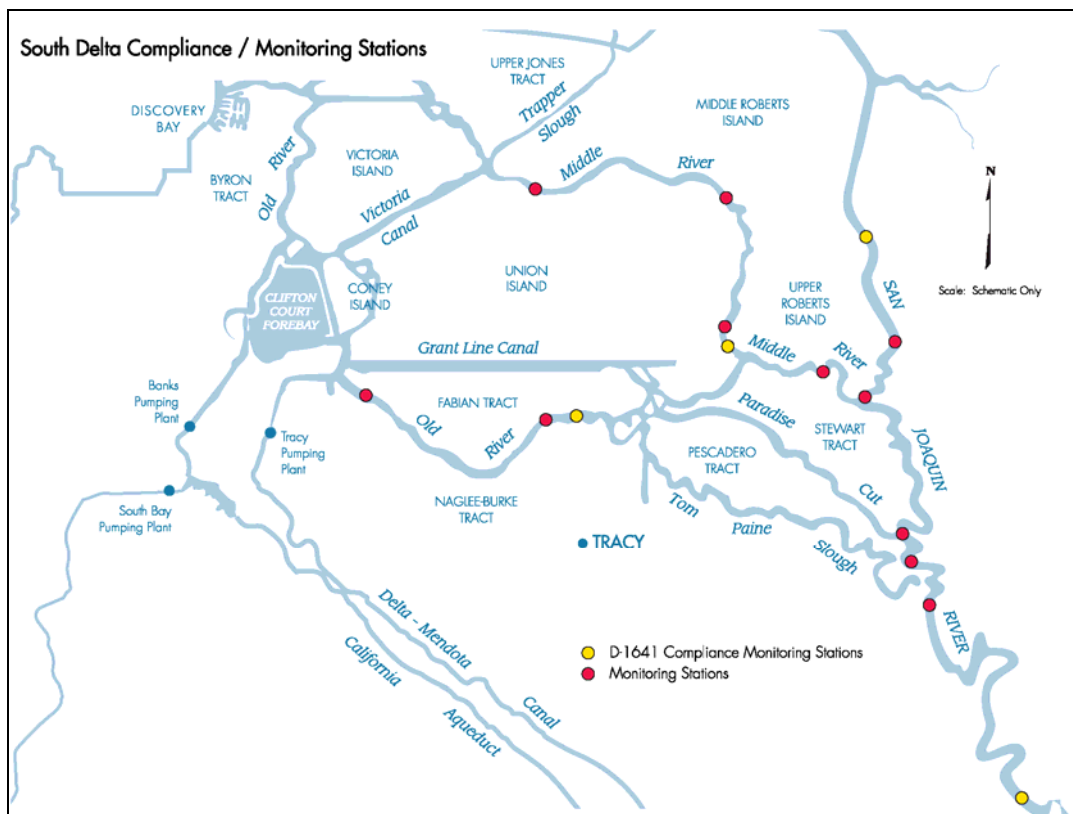 South Delta Compliance / Monitoring Stations
UPPER JONES
TRACT
Trapper
Slough
DISCOVERY
BAY
MIDDLE ROBERTS
ISLAND
Old
River
VICTORIA
ISLAND
BYRON
TRACT
Middle
River
N
Victoria
Canal
UNION
ISLAND
CONEY
ISLAND
CLIFTON
COURT
FOREBAY
UPPER
ROBERTS
ISLAND
SAN
JOAQUIN
RIVER
Scale: Schematic Only
Grant Line Canal
Middle
River
Banks
Pumping
Plant
FABIAN TRACT
Old
River
Paradise
Cut
STEWART
TRACT
Tracy
Pumping
Plant
PESCADERO
TRACT
NAGLEE-BURKE
TRACT
Tom
Paine
Slough
South Bay
Pumping Plant
TRACY
Delta - Mendota
Canal
California
Aqueduct
D-1641 Compliance Monitoring Stations
Monitoring Stations